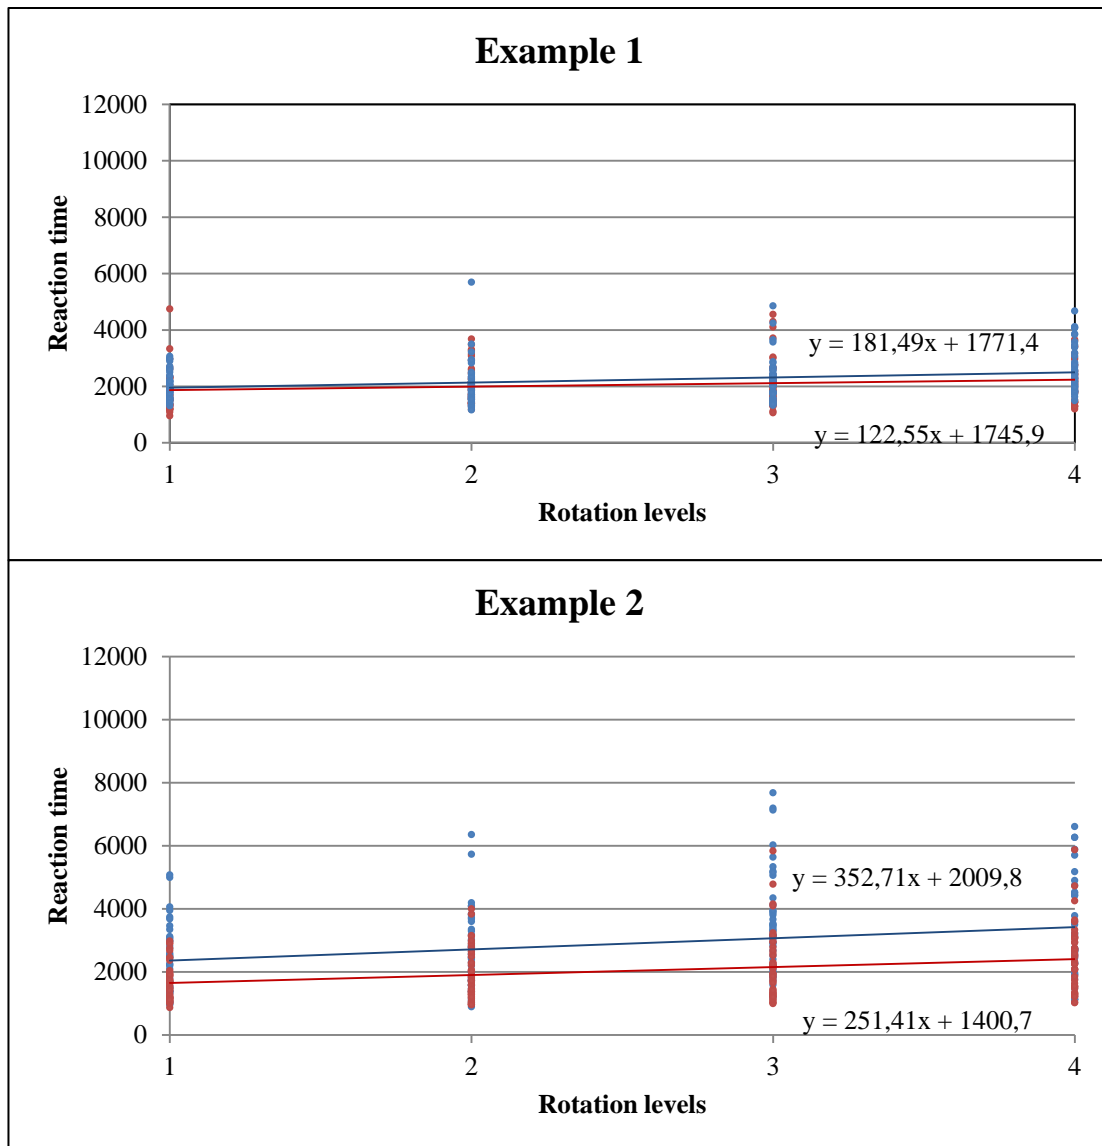 Example 1
12000
10000
8000
6000
4000
2000
0
Reaction time
y = 181,49x + 1771,4
y = 122,55x + 1745,9
1 2 3 4
Rotation levels
Example 2
12000
10000
8000
6000
4000
2000
0
Reaction time
y = 352,71x + 2009,8
y = 251,41x + 1400,7
1 2 3 4
Rotation levels